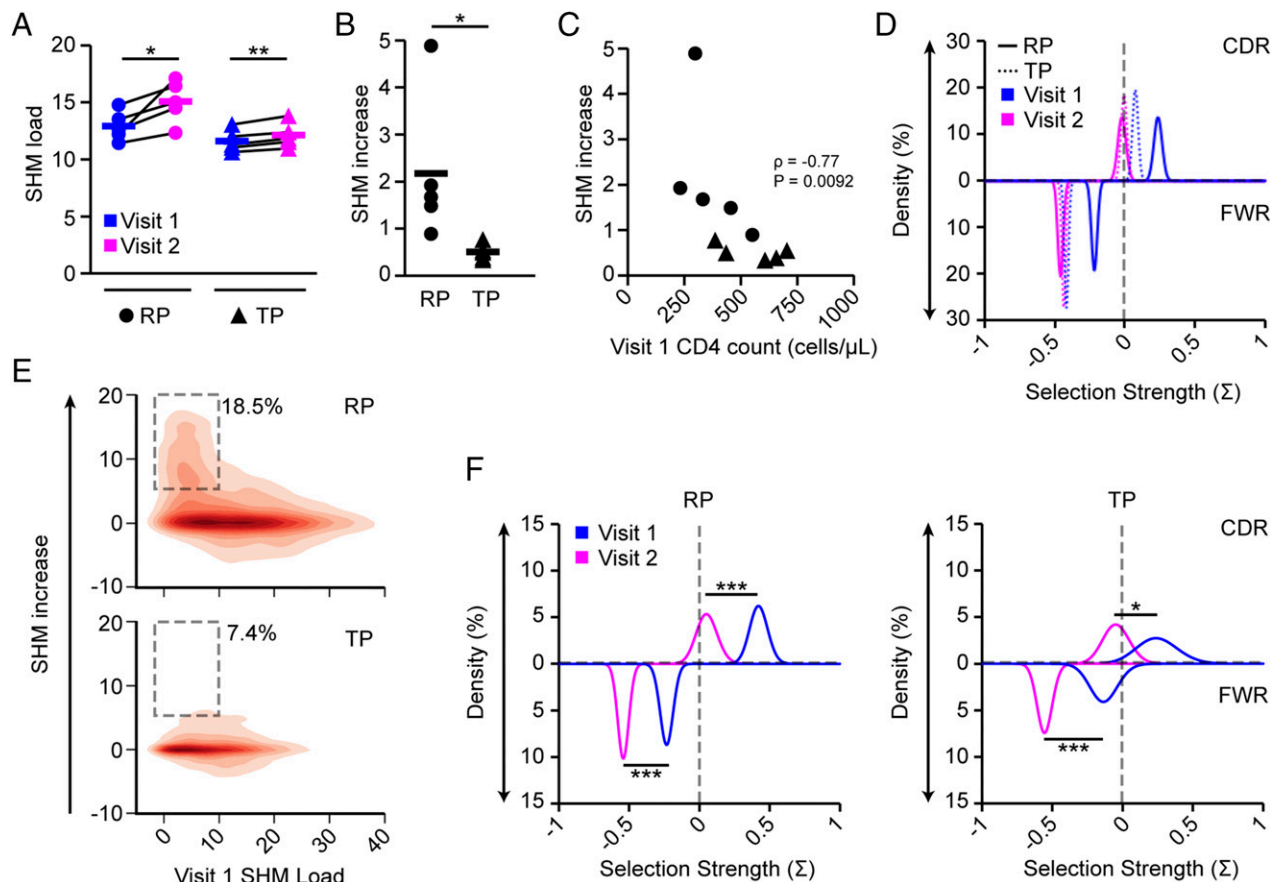 A
SHM load
20
15
10
5
0
*
**
Visit 1
Visit 2
RP
TP
B
SHM increase
5
4
3
2
1
0
*
RP
TP
C
SHM increase
5
4
3
2
1
0
ρ = -0.77
P = 0.0092
0
250
500
750
1000
Visit 1 CD4 count (cells/μL)
D
Density (%)
30
20
10
0
10
20
30
RP
TP
Visit 1
Visit 2
CDR
FWR
-1
-0.5
0
0.5
1
Selection Strength (Σ)
E
SHM increase
20
10
0
-10
18.5%
RP
20
10
0
-10
7.4%
TP
0
10
20
30
40
Visit 1 SHM Load
F
RP
Density (%)
15
10
5
0
5
10
15
Visit 1
Visit 2
***
***
-1
-0.5
0
0.5
1
Selection Strength (Σ)
TP
Density (%)
15
10
5
0
5
10
15
CDR
FWR
*
***
-1
-0.5
0
0.5
1
Selection Strength (Σ)